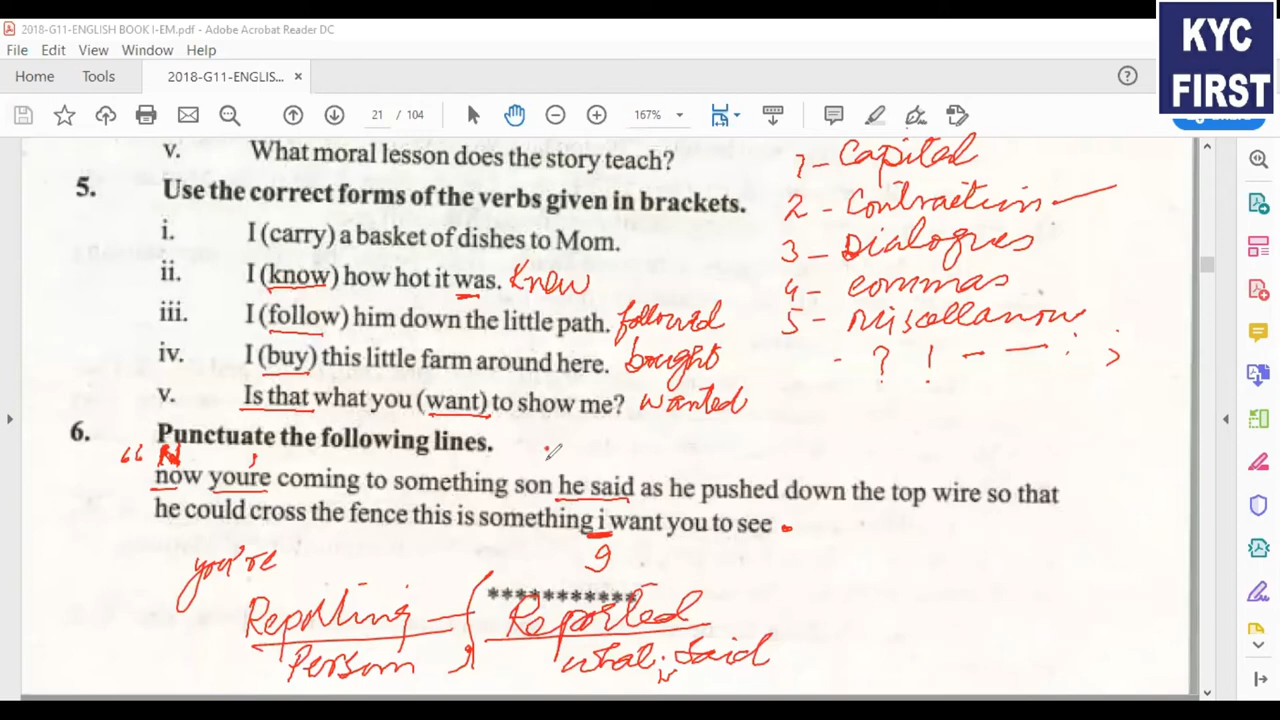 2018-G11-ENGLISH BOOK I-EM.pdf - Adobe Acrobat Reader DC
KYC
FIRST
File Edit View Window Help
Home Tools 2018-G11-ENGLIS... ×
21 / 104 167%
v. What moral lesson does the story teach?
1 - Capital
5. Use the correct forms of the verbs given in brackets.
2 - Contraction
i. I (carry) a basket of dishes to Mom.
3 - Dialogues
ii. I (know) how hot it was. Knew
4 - commas
iii. I (follow) him down the little path. followed
5 - Miscellanous
iv. I (buy) this little farm around here. bought
- ? ! - — : ;
v. Is that what you (want) to show me? wanted
6. Punctuate the following lines.
“ N ’
now youre coming to something son he said as he pushed down the top wire so that
he could cross the fence this is something i want you to see .
you're
***********
Reporting - { Reported
Person , what is said